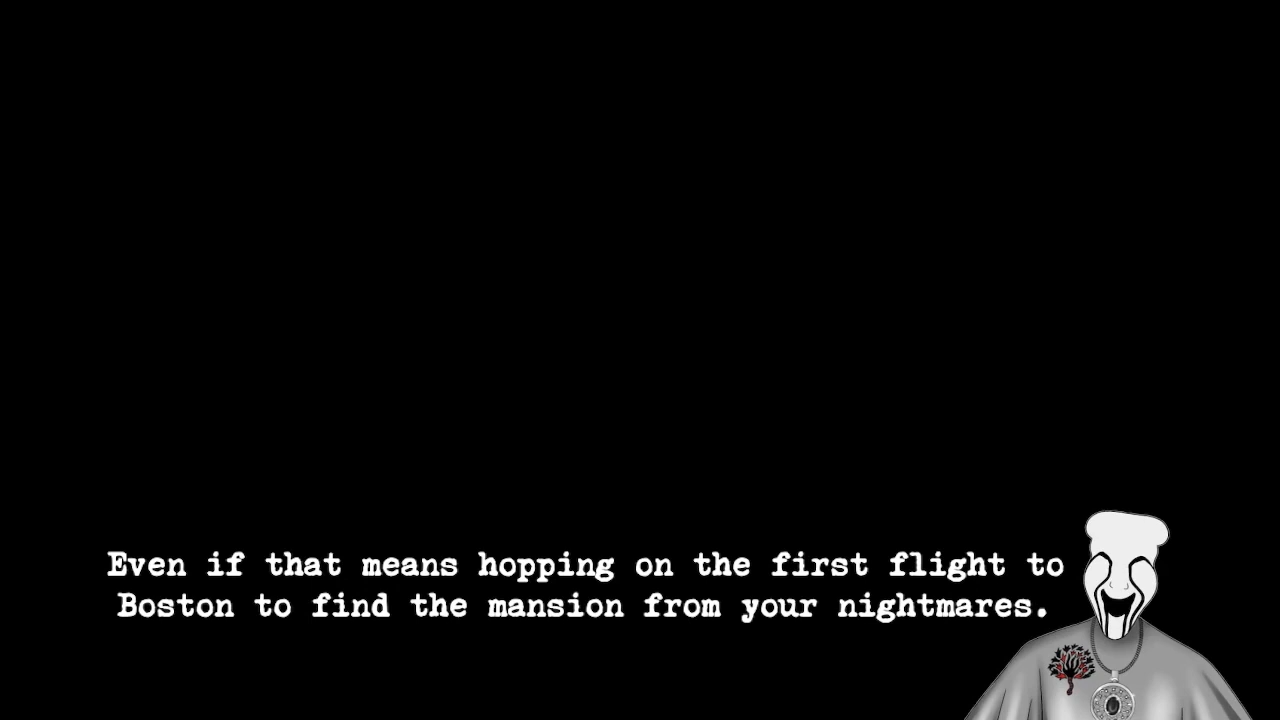 Even if that means hopping on the first flight to
Boston to find the mansion from your nightmares.